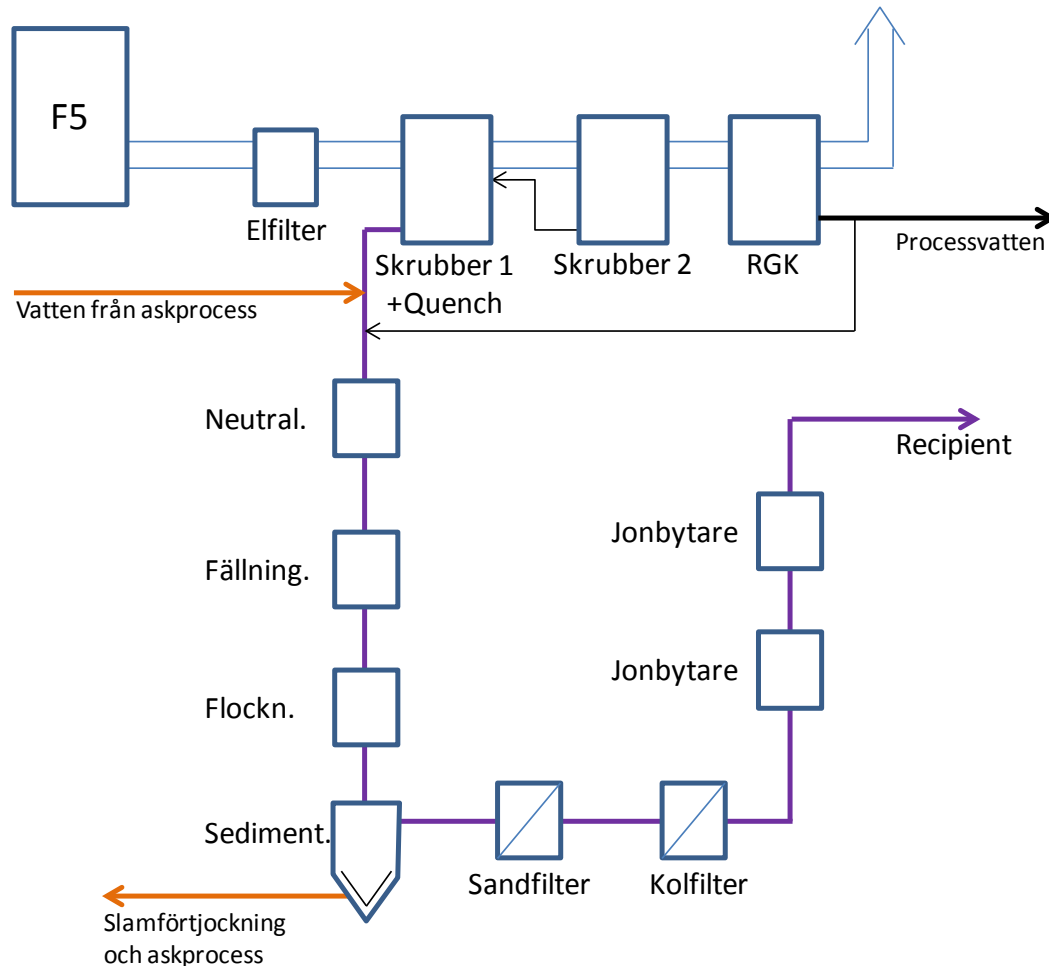 F5
Elfilter
Skrubber 1
+Quench
Skrubber 2
RGK
Processvatten
Vatten från askprocess
Neutral.
Recipient
Fällning.
Jonbytare
Flockn.
Jonbytare
Sediment.
Sandfilter
Kolfilter
Slamförtjockning
och askprocess